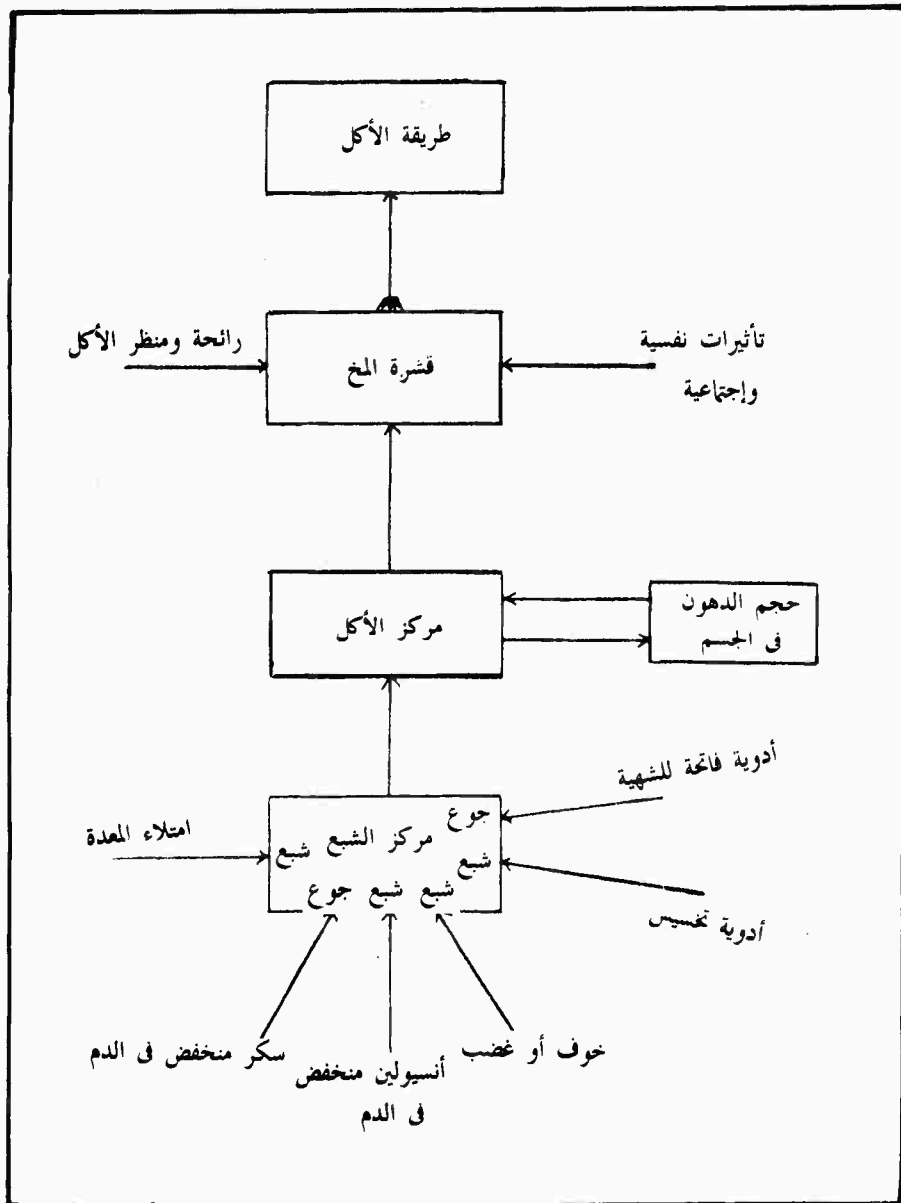 طريقة الأكل
تأثيرات نفسية
وإجتماعية
قشرة المخ
رائحة ومنظر الأكل
حجم الدهون
فى الجسم
مركز الأكل
أدوية فاتحة للشهية
جوع
مركز الشبع
شبع
شبع
شبع شبع جوع
امتلاء المعدة
أدوية تخسيس
خوف أو غضب
أنسيولين منخفض
فى الدم
سكر منخفض فى الدم